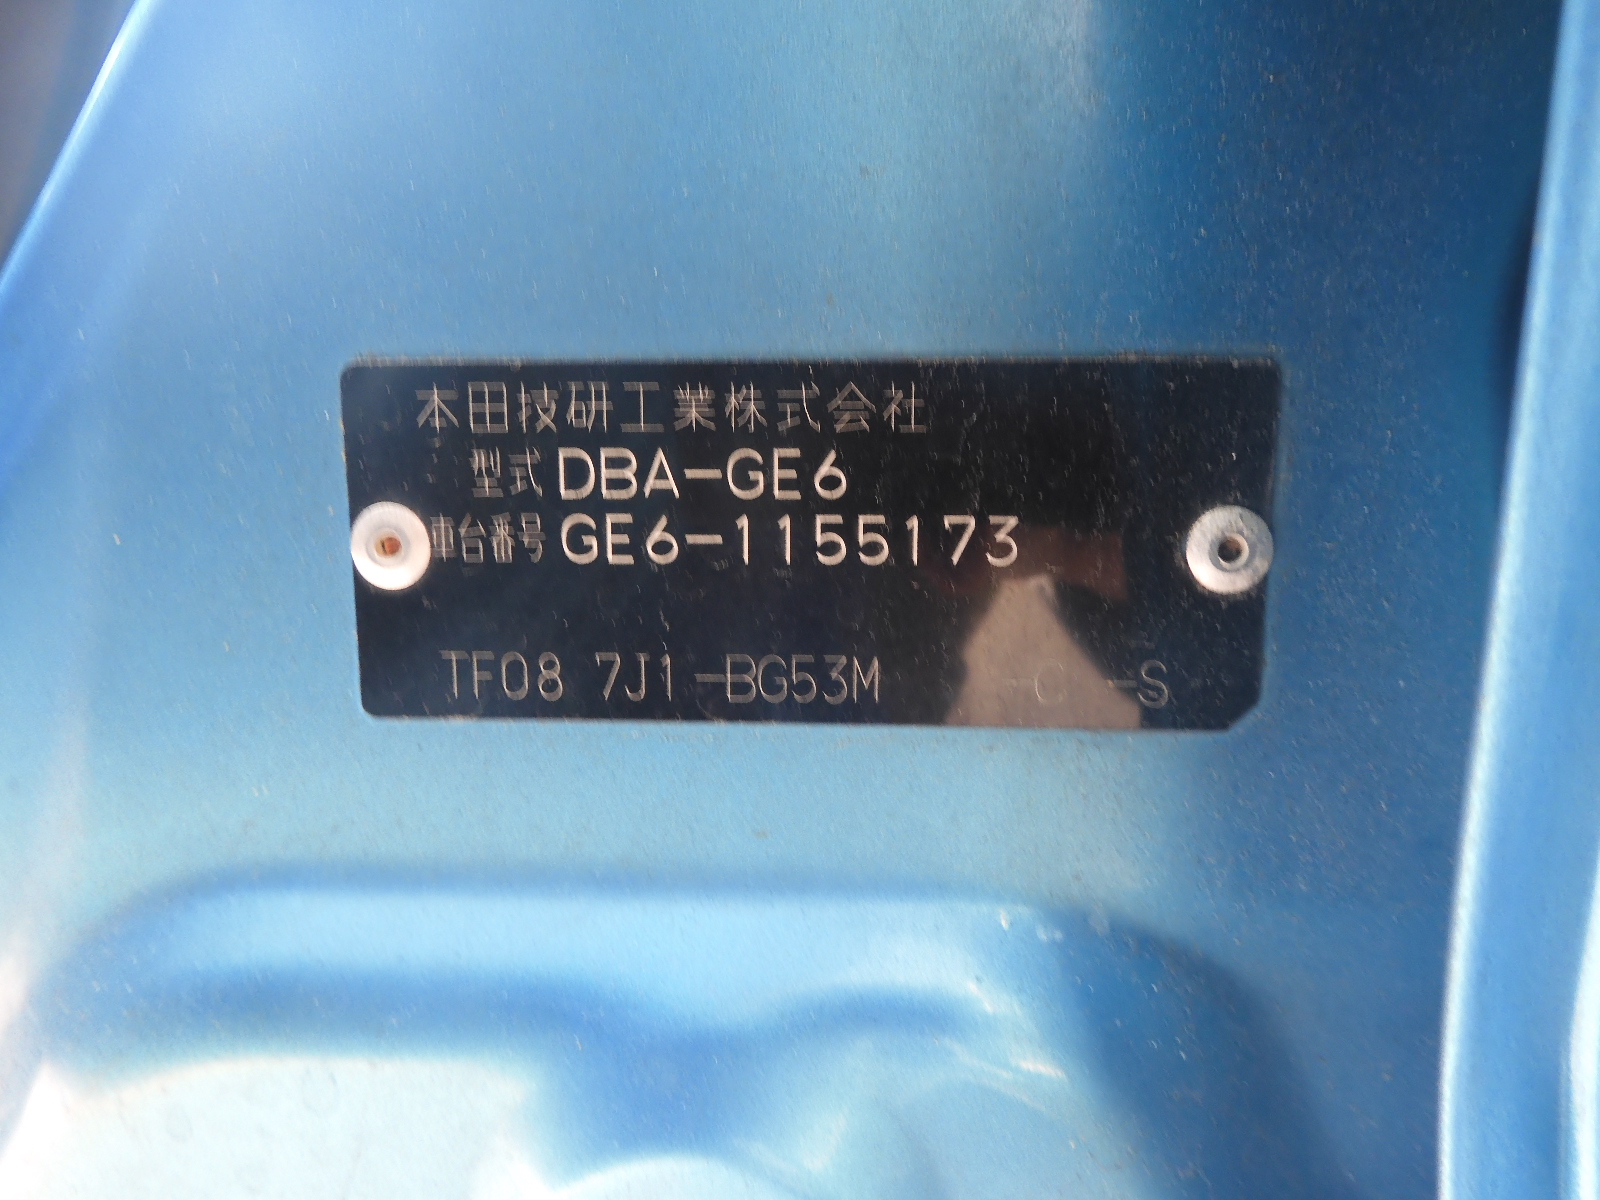 本田技研工業株式会社
型式 DBA-GE6
車台番号 GE6-1155173
TF08 7J1-BG53M -C -S